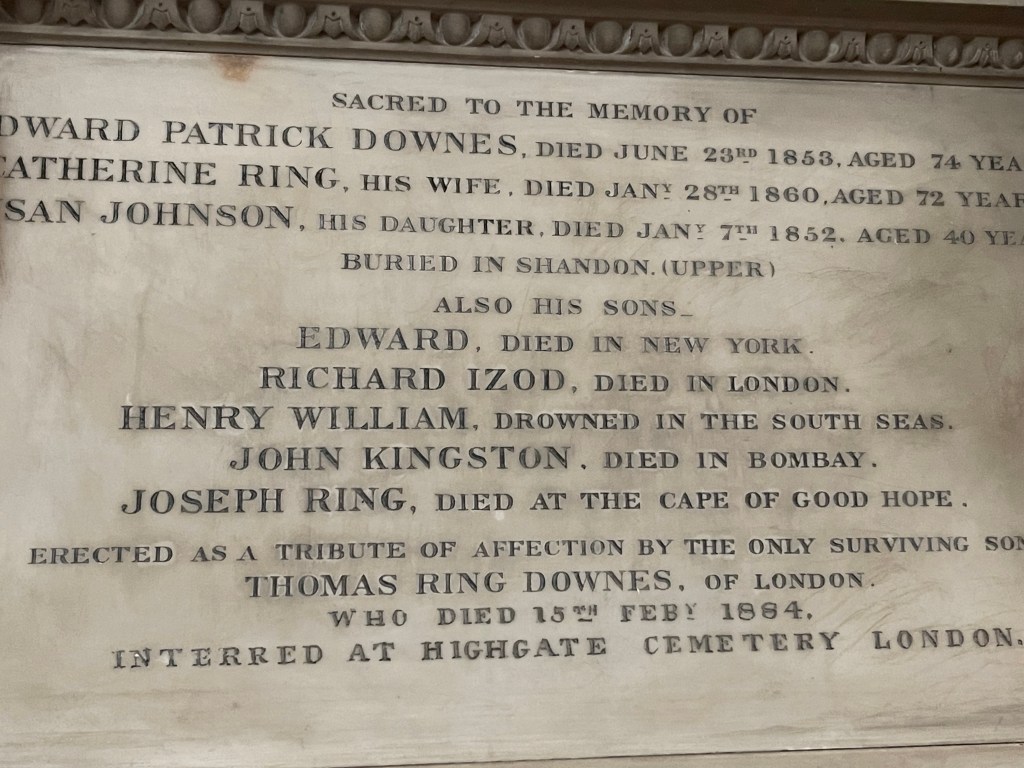 SACRED TO THE MEMORY OF
DWARD PATRICK DOWNES, DIED JUNE 23RD 1853, AGED 74 YEA
CATHERINE RING, HIS WIFE, DIED JANY 28TH 1860, AGED 72 YEAR
USAN JOHNSON, HIS DAUGHTER, DIED JANY 7TH 1852. AGED 40 YEA
BURIED IN SHANDON. (UPPER)
ALSO HIS SONS_
EDWARD, DIED IN NEW YORK.
RICHARD IZOD, DIED IN LONDON.
HENRY WILLIAM, DROWNED IN THE SOUTH SEAS.
JOHN KINGSTON, DIED IN BOMBAY.
JOSEPH RING, DIED AT THE CAPE OF GOOD HOPE.
ERECTED AS A TRIBUTE OF AFFECTION BY THE ONLY SURVIVING SON
THOMAS RING DOWNES, OF LONDON.
WHO DIED 15TH FEBY 1884,
INTERRED AT HIGHGATE CEMETERY LONDON.